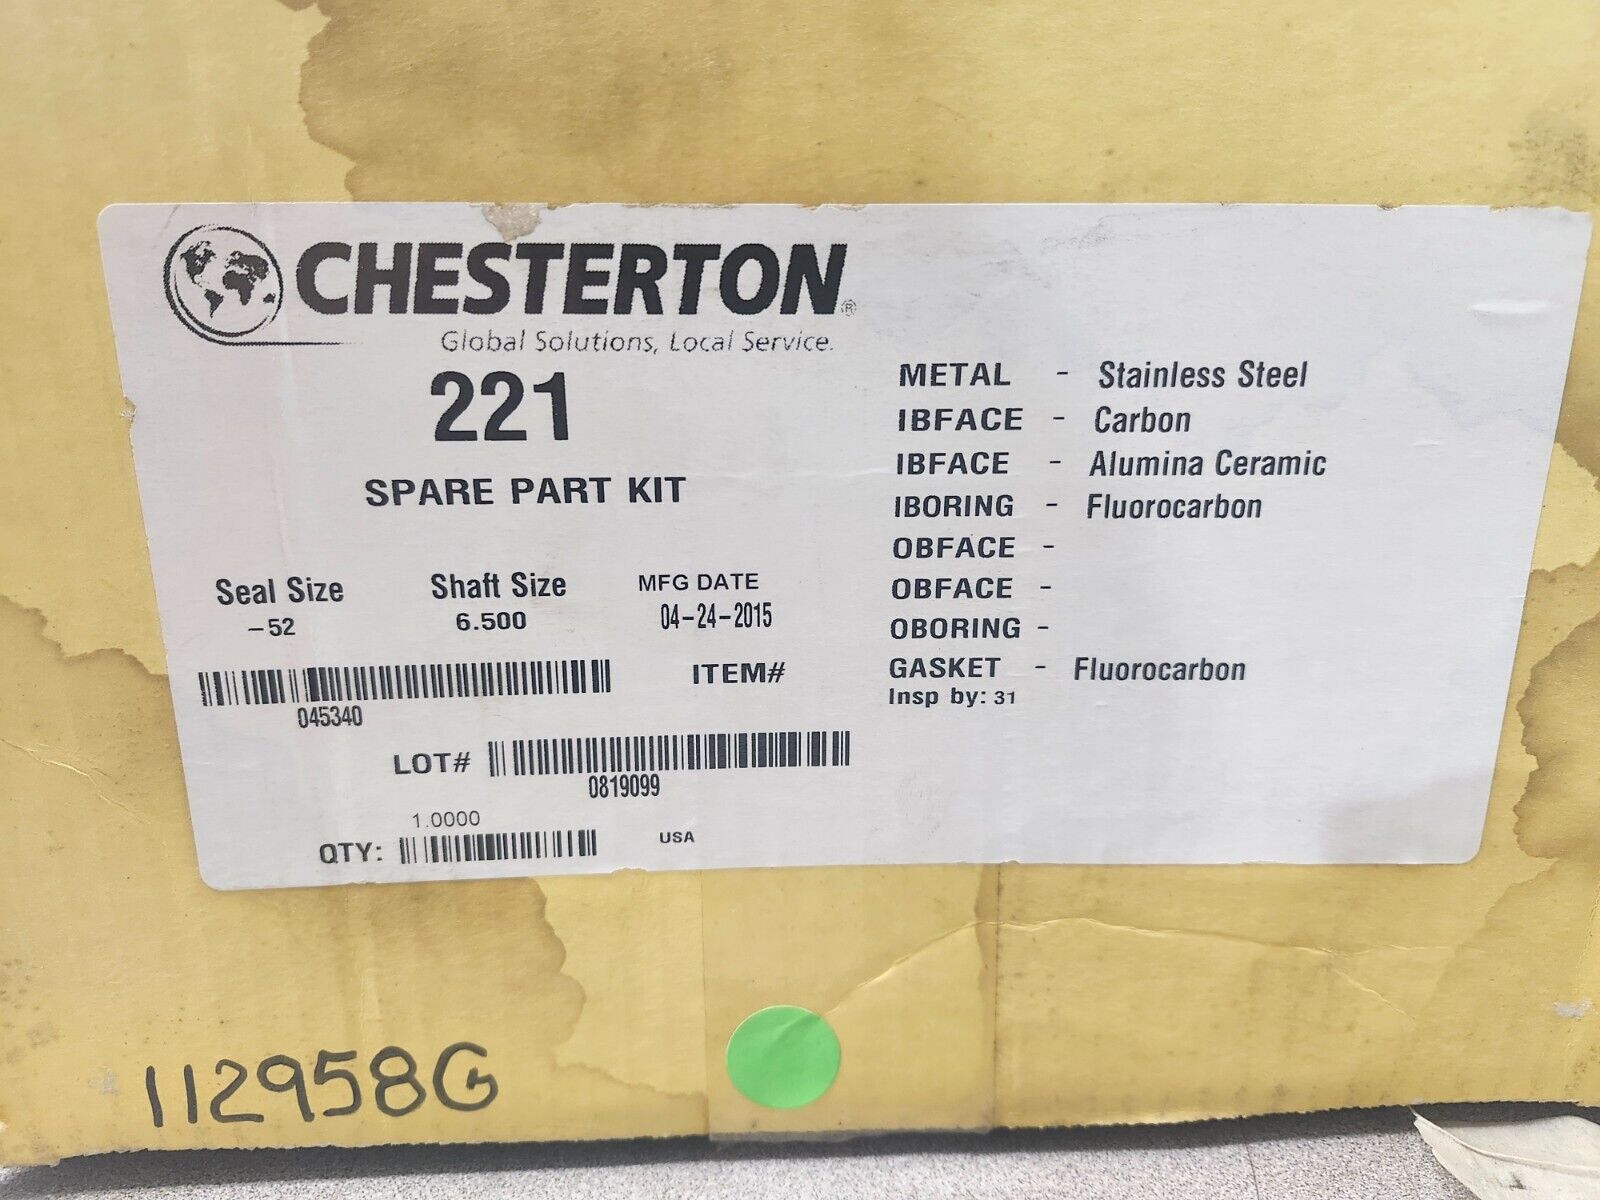 CHESTERTON®
Global Solutions, Local Service.
221
SPARE PART KIT
Seal Size Shaft Size MFG DATE
-52 6.500 04-24-2015
ITEM#
045340
LOT#
0819099
1.0000
QTY: USA
METAL - Stainless Steel
IBFACE - Carbon
IBFACE - Alumina Ceramic
IBORING - Fluorocarbon
OBFACE -
OBFACE -
OBORING -
GASKET - Fluorocarbon
Insp by: 31
112958G